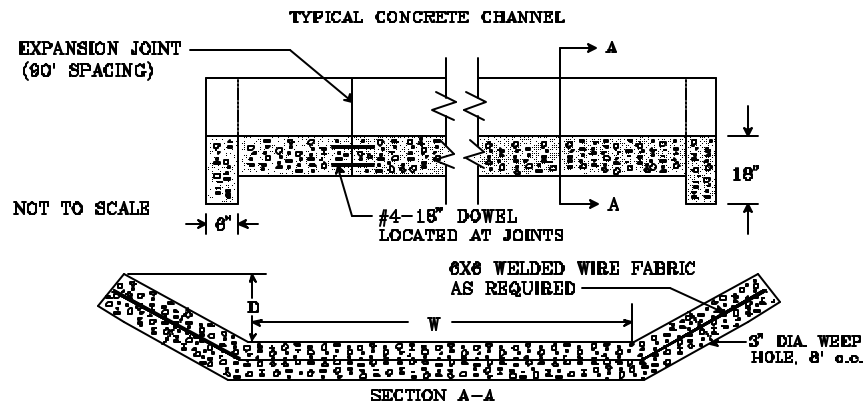 TYPICAL CONCRETE CHANNEL
EXPANSION JOINT
(90' SPACING)
A
18"
NOT TO SCALE
6"
#4-18" DOWEL
LOCATED AT JOINTS
A
6X6 WELDED WIRE FABRIC
AS REQUIRED
D
W
3" DIA. WEEP
HOLE, 8' c.c.
SECTION A-A